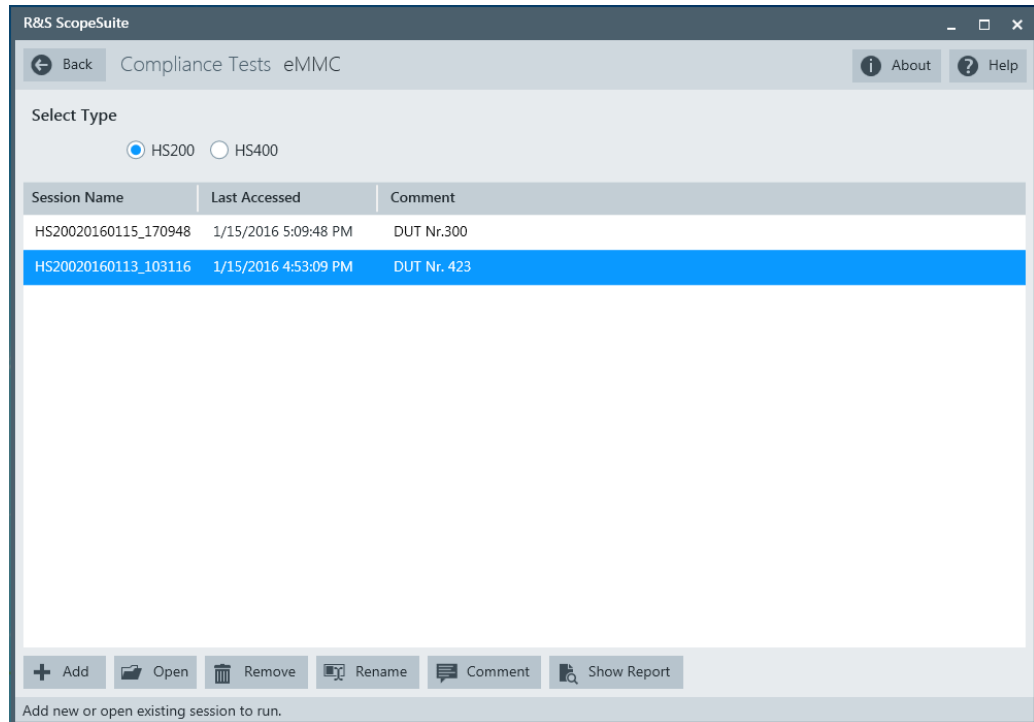 R&S ScopeSuite
Back Compliance Tests eMMC About Help
Select Type
HS200 HS400
Session Name Last Accessed Comment
HS20020160115_170948 1/15/2016 5:09:48 PM DUT Nr.300
HS20020160113_103116 1/15/2016 4:53:09 PM DUT Nr. 423
Add Open Remove Rename Comment Show Report
Add new or open existing session to run.